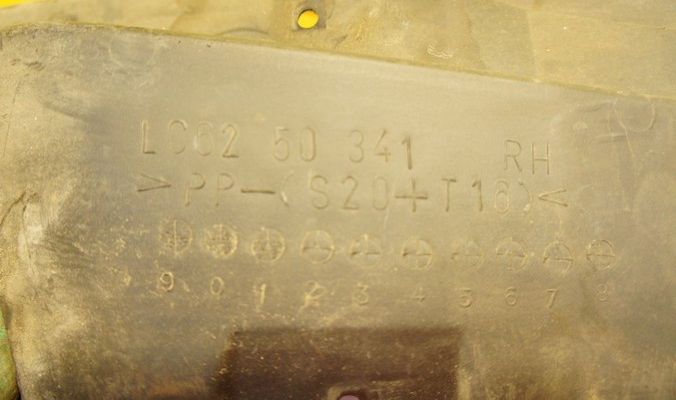 LC62 50 341 RH
>PP-(S20+T16)<
9 0 1 2 3 4 5 6 7 8